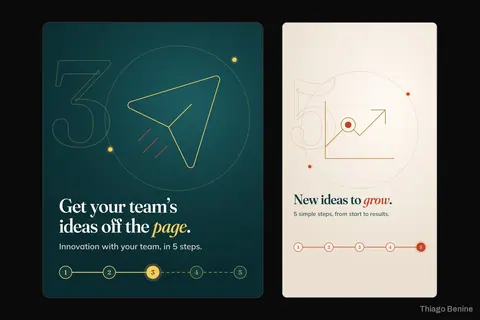 3
Get your team's
ideas off the page.
Innovation with your team, in 5 steps.
1 2 3 4 5
5
New ideas to grow.
5 simple steps, from start to results.
1 2 3 4 5
Thiago Benine